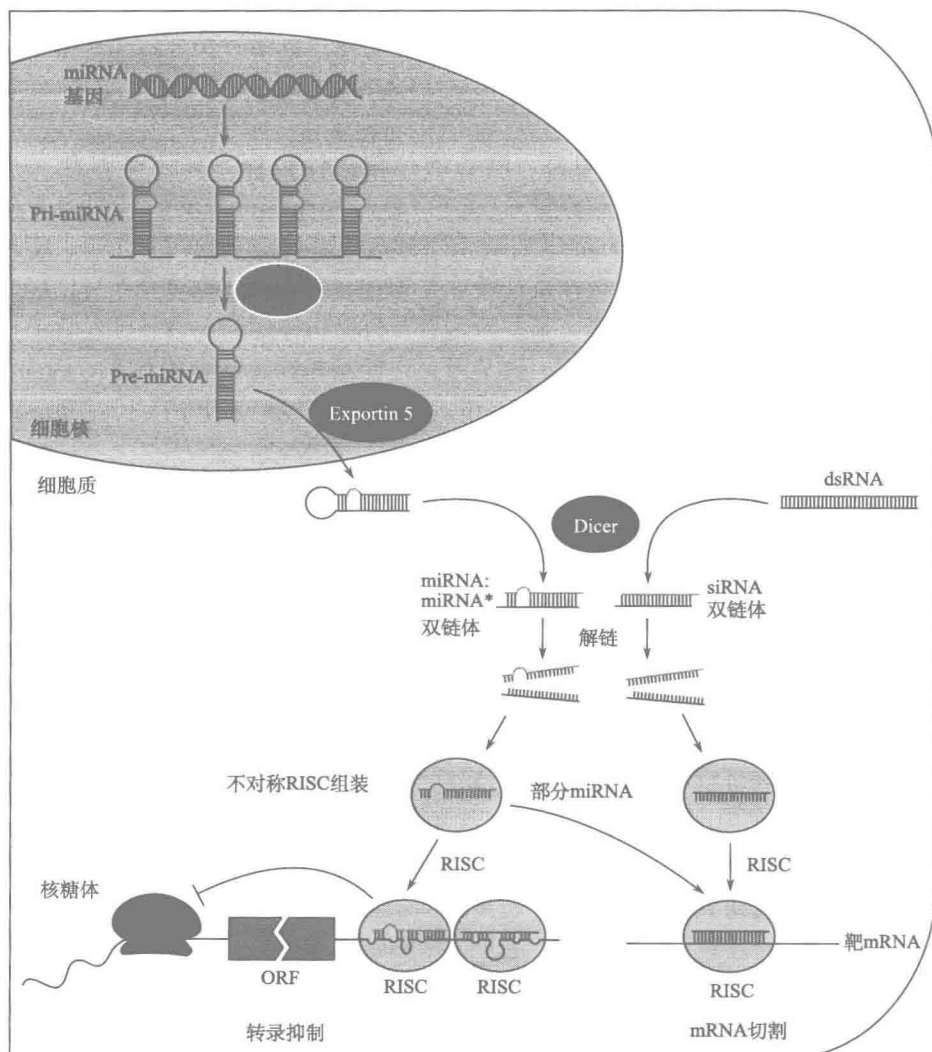 miRNA
基因
Pri-miRNA
Pre-miRNA
Exportin 5
细胞核
细胞质
dsRNA
Dicer
miRNA:
miRNA*
双链体
siRNA
双链体
解链
不对称RISC组装
部分miRNA
RISC
RISC
核糖体
靶mRNA
ORF
RISC
RISC
RISC
转录抑制
mRNA切割